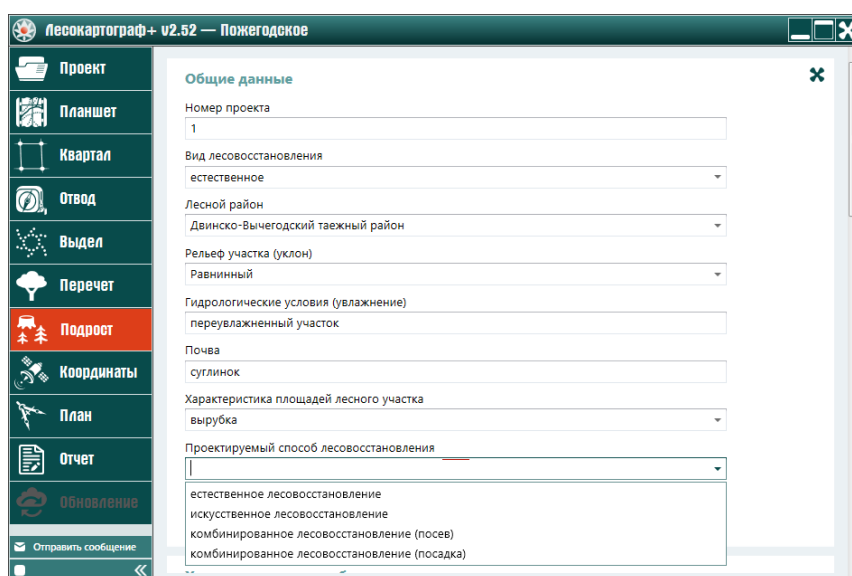 Лесокартограф+ v2.52 — Пожегодское
Проект
Планшет
Квартал
Отвод
Выдел
Перечет
Подрост
Координаты
План
Отчет
Обновление
Отправить сообщение
Общие данные
Номер проекта
1
Вид лесовосстановления
естественное
Лесной район
Двинско-Вычегодский таежный район
Рельеф участка (уклон)
Равнинный
Гидрологические условия (увлажнение)
переувлажненный участок
Почва
суглинок
Характеристика площадей лесного участка
вырубка
Проектируемый способ лесовосстановления
естественное лесовосстановление
искусственное лесовосстановление
комбинированное лесовосстановление (посев)
комбинированное лесовосстановление (посадка)